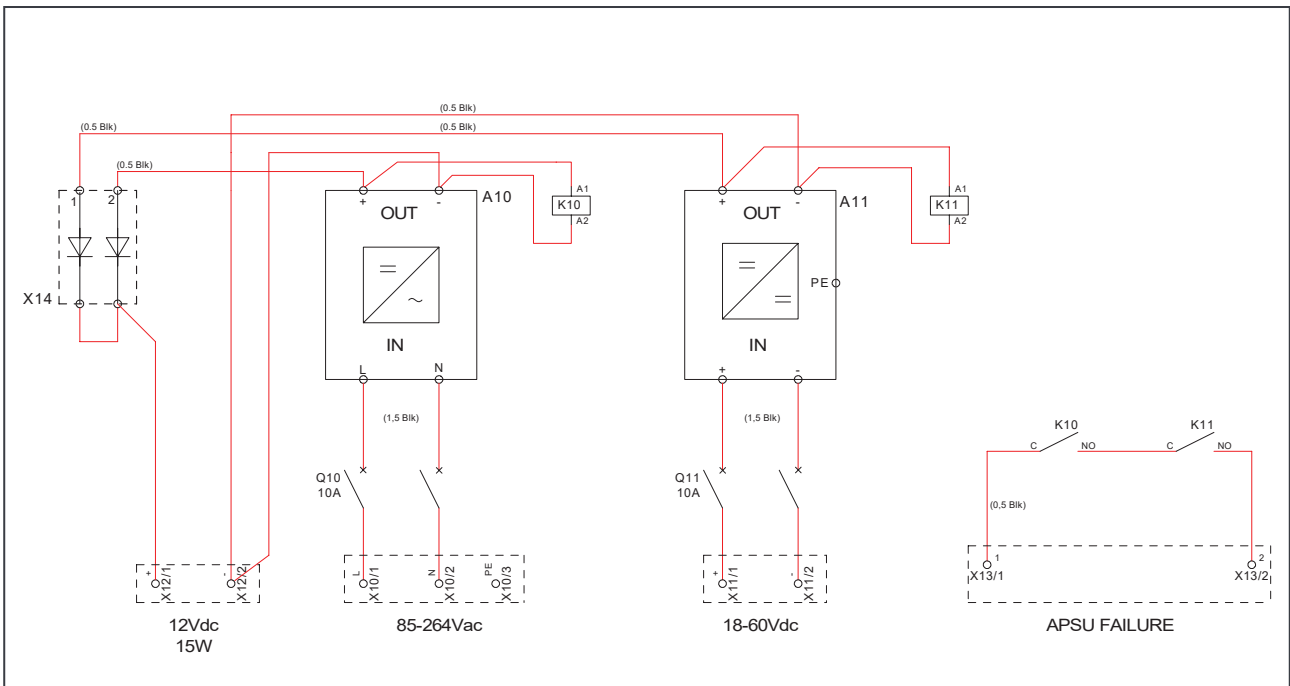 (0.5 Blk)
(0.5 Blk)
(0.5 Blk)
(0.5 Blk)
1
2
X14
+
-
A10
OUT
IN
L
N
A1
K10
A2
+
-
A11
OUT
PE
IN
+
-
A1
K11
A2
(1,5 Blk)
(1,5 Blk)
Q10
10A
Q11
10A
K10
C
NO
K11
C
NO
(0,5 Blk)
+
X12/1
-
X12/2
L
X10/1
N
X10/2
PE
X10/3
+
X11/1
-
X11/2
1
X13/1
2
X13/2
12Vdc
15W
85-264Vac
18-60Vdc
APSU FAILURE